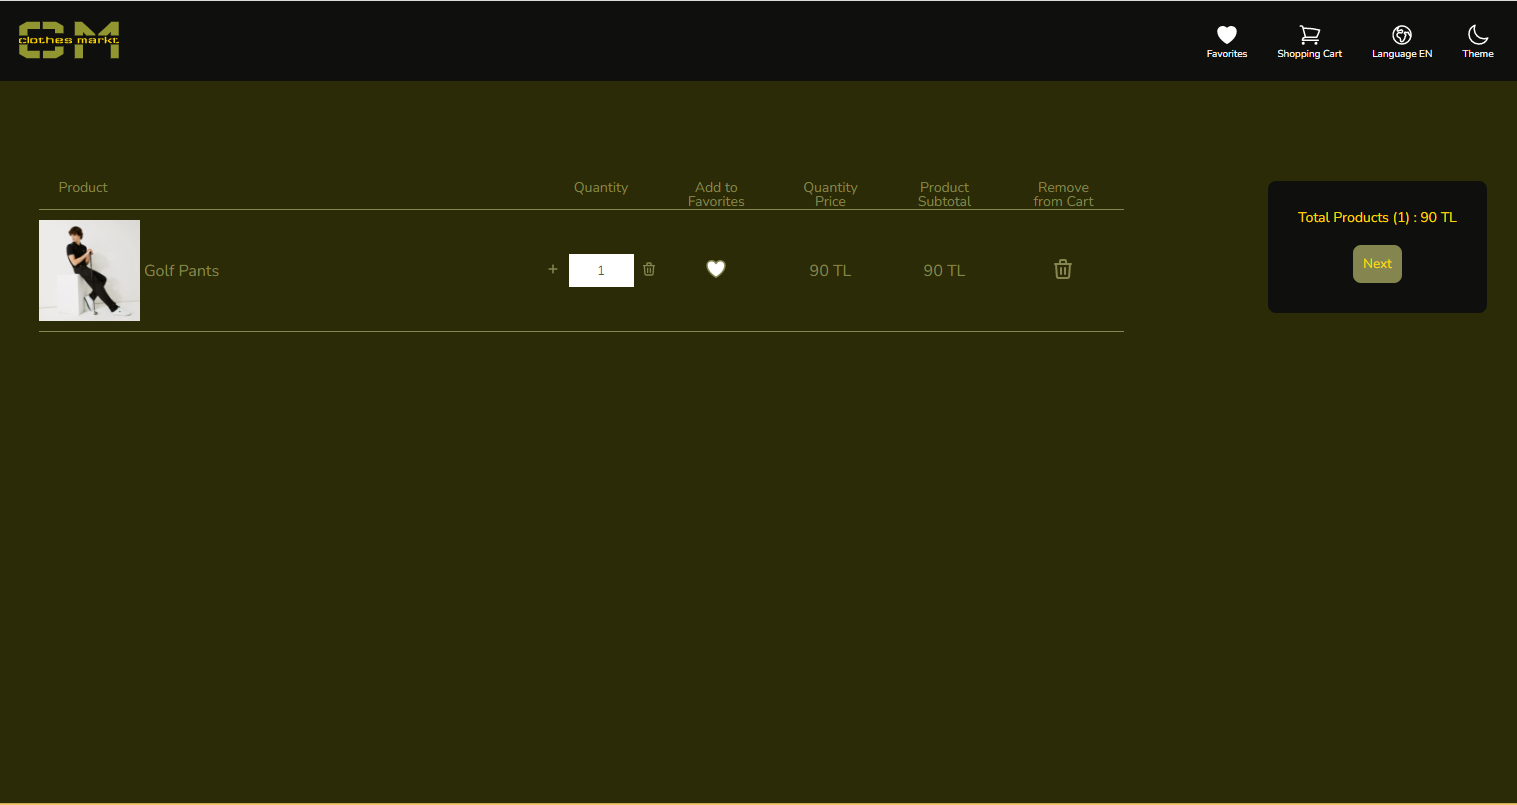 CM
clothes markt
Favorites
Shopping Cart
Language EN
Theme
Product
Quantity
Add to
Favorites
Quantity
Price
Product
Subtotal
Remove
from Cart
Golf Pants
+
1
90 TL
90 TL
Total Products (1) : 90 TL
Next